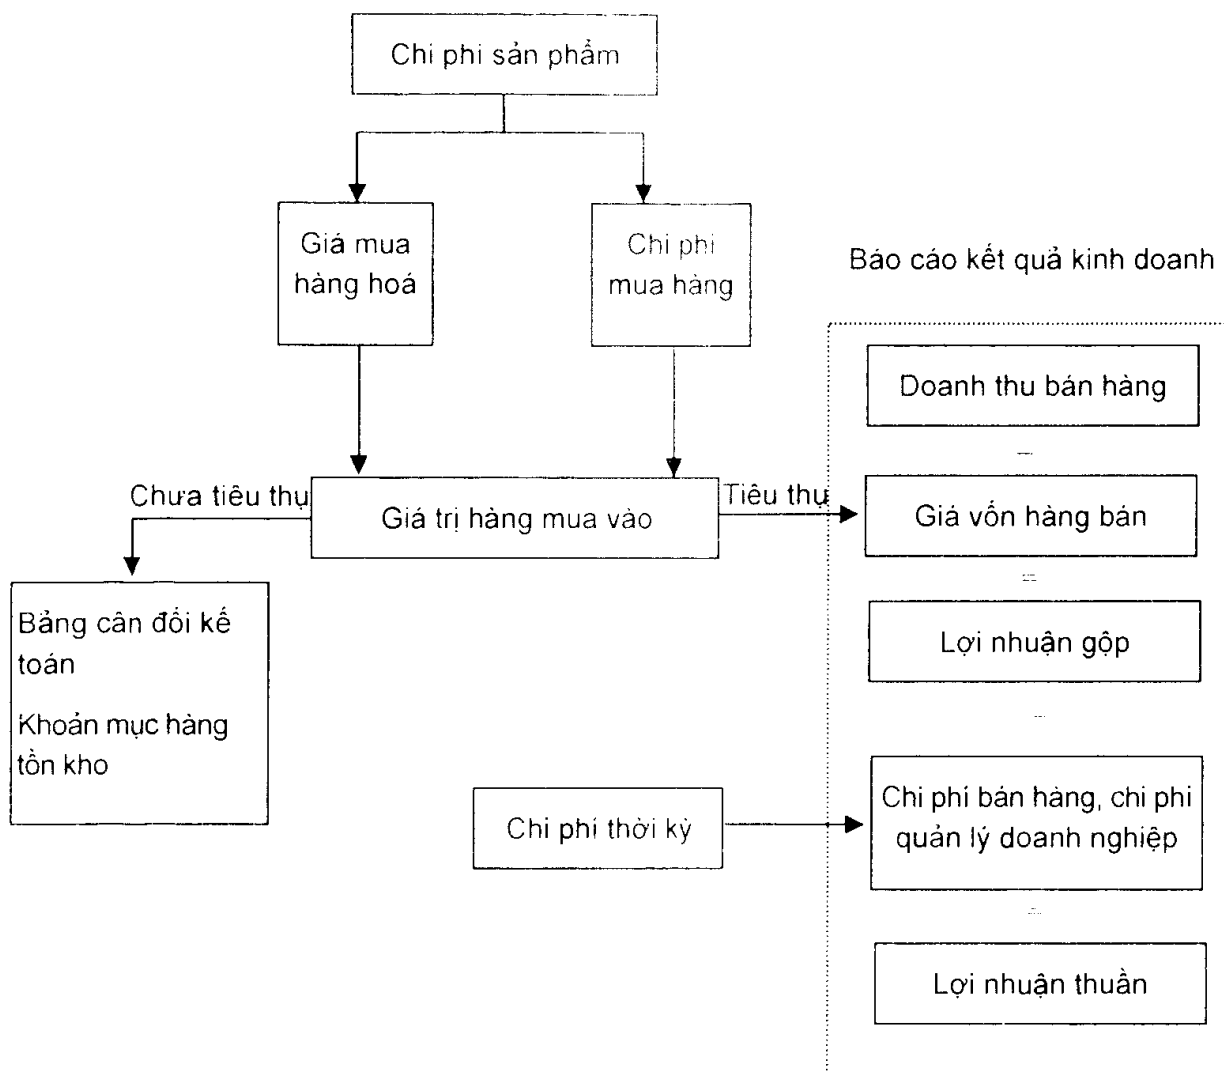 Chi phí sản phẩm
Giá mua
hàng hoá
Chi phí
mua hàng
Báo cáo kết quả kinh doanh
Doanh thu bán hàng
–
Chưa tiêu thụ
Giá trị hàng mua vào
Tiêu thụ
Giá vốn hàng bán
=
Bảng cân đối kế
toán
Khoản mục hàng
tồn kho
Lợi nhuận gộp
–
Chi phí thời kỳ
Chi phí bán hàng, chi phí
quản lý doanh nghiệp
=
Lợi nhuận thuần